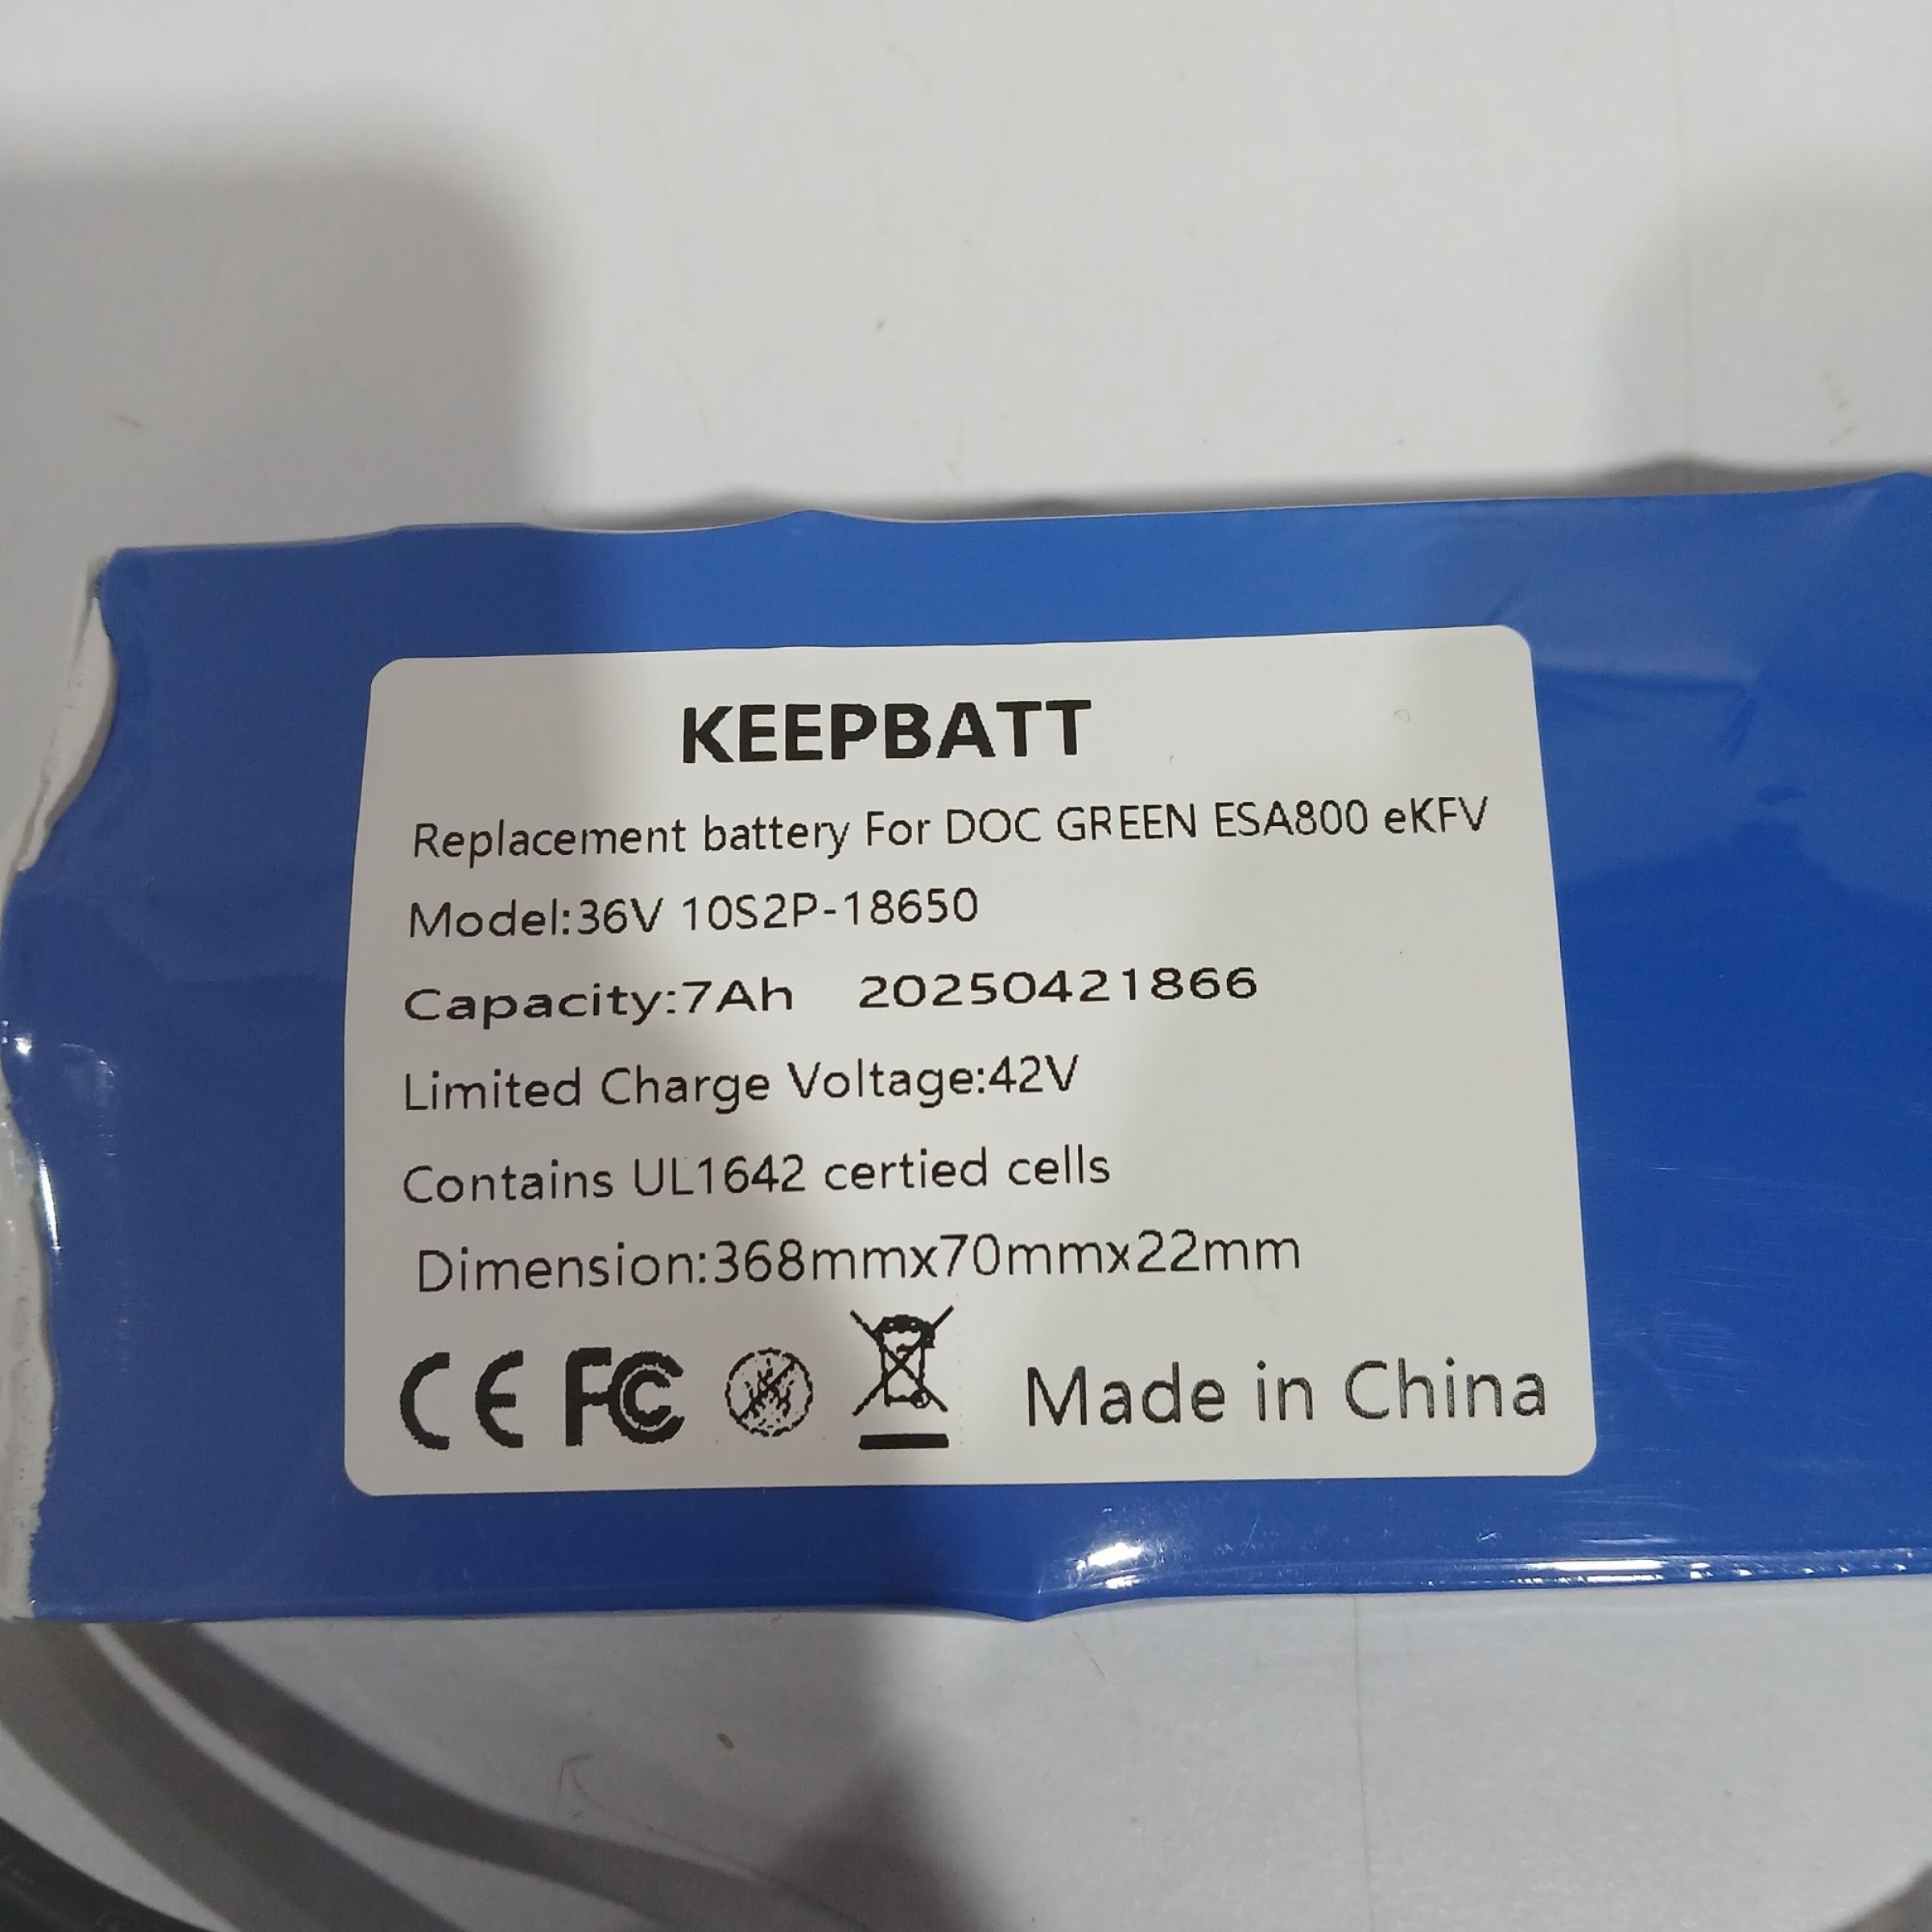 KEEPBATT
Replacement battery For DOC GREEN ESA800 eKFV
Model:36V 10S2P-18650
Capacity:7Ah 20250421866
Limited Charge Voltage:42V
Contains UL1642 certied cells
Dimension:368mmx70mmx22mm
CE FC Made in China